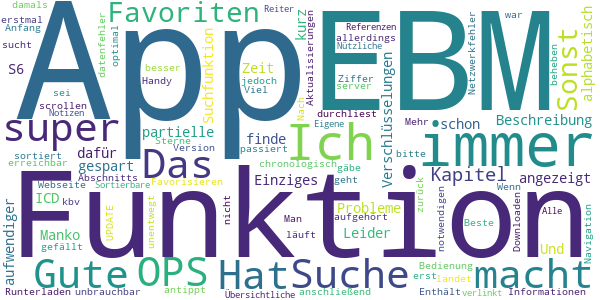 damals
Favoriten
Reiter
App
EBM
erstmal
Anfang
sucht
S6
scrollen
Notizen
sei
datenfehler
optimal
besser
Handy
Viel
Sterne
Suchfunktion
Zeit
jedoch
kurz
Aktualisierungen
Nach
Referenzen
allerdings
Nützliche
Ziffer
server
Eigene
durchliest
Netzwerkfehler
war
beheben
Sonst
alphabetisch
super
partielle
Version
finde
passiert
Ich
Verschlüsselungen
Mehr
schon
bitte
Beschreibung
immer
sortiert
erreichbar
dafür
gespart
Abschnitts
Das
Favorisieren
chronologisch
gäbe
geht
Einziges
Kapitel
angezeigt
aufwendiger
Webseite
Sortierbare
ICD
kbv
Manko
gefällt
UPDATE
unentwegt
Funktion
nicht
Man
läuft
Probleme
aufgehört
Leider
zurück
Wenn
notwendigen
Beste
Downloaden
Alle
Und
verlinkt
Navigation
Gute
OPS
Hat
Suche
Bedienung
erst
landet
macht
Runterladen
unbrauchbar
antippt
Übersichtliche
anschließend
Enthält
Informationen